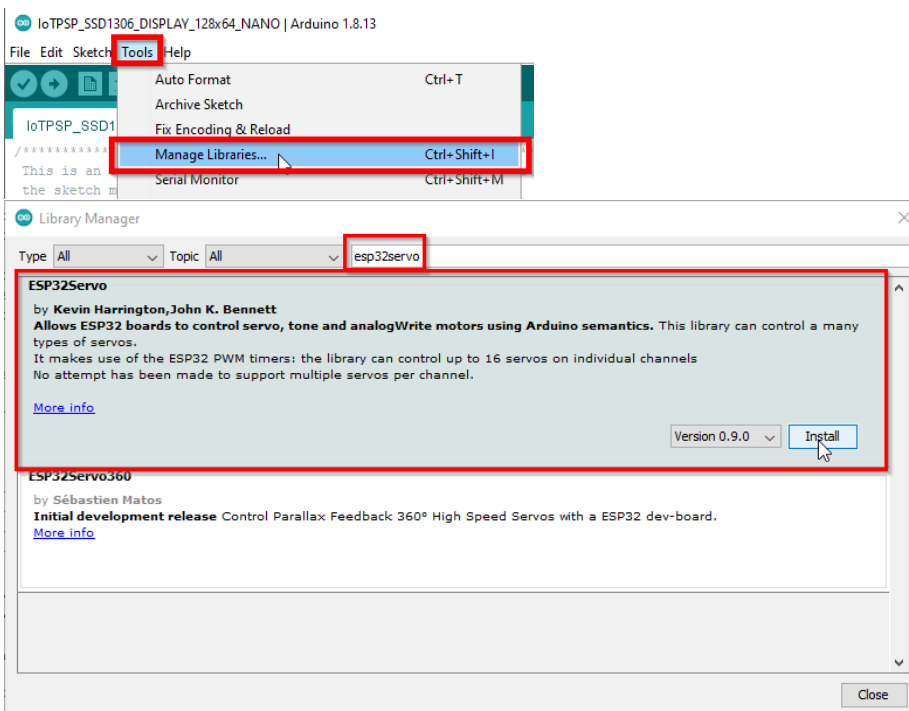 IoTPSP_SSD1306_DISPLAY_128x64_NANO | Arduino 1.8.13
File Edit Sketch Tools Help
Auto Format Ctrl+T
Archive Sketch
IoTPSP_SSD1 Fix Encoding & Reload
/*********** Manage Libraries... Ctrl+Shift+I
This is an Serial Monitor Ctrl+Shift+M
the sketch m
Library Manager
Type All Topic All esp32servo
ESP32Servo
by Kevin Harrington,John K. Bennett
Allows ESP32 boards to control servo, tone and analogWrite motors using Arduino semantics. This library can control a many
types of servos.
It makes use of the ESP32 PWM timers: the library can control up to 16 servos on individual channels
No attempt has been made to support multiple servos per channel.
More info
Version 0.9.0 Install
ESP32Servo360
by Sébastien Matos
Initial development release Control Parallax Feedback 360° High Speed Servos with a ESP32 dev-board.
More info
Close